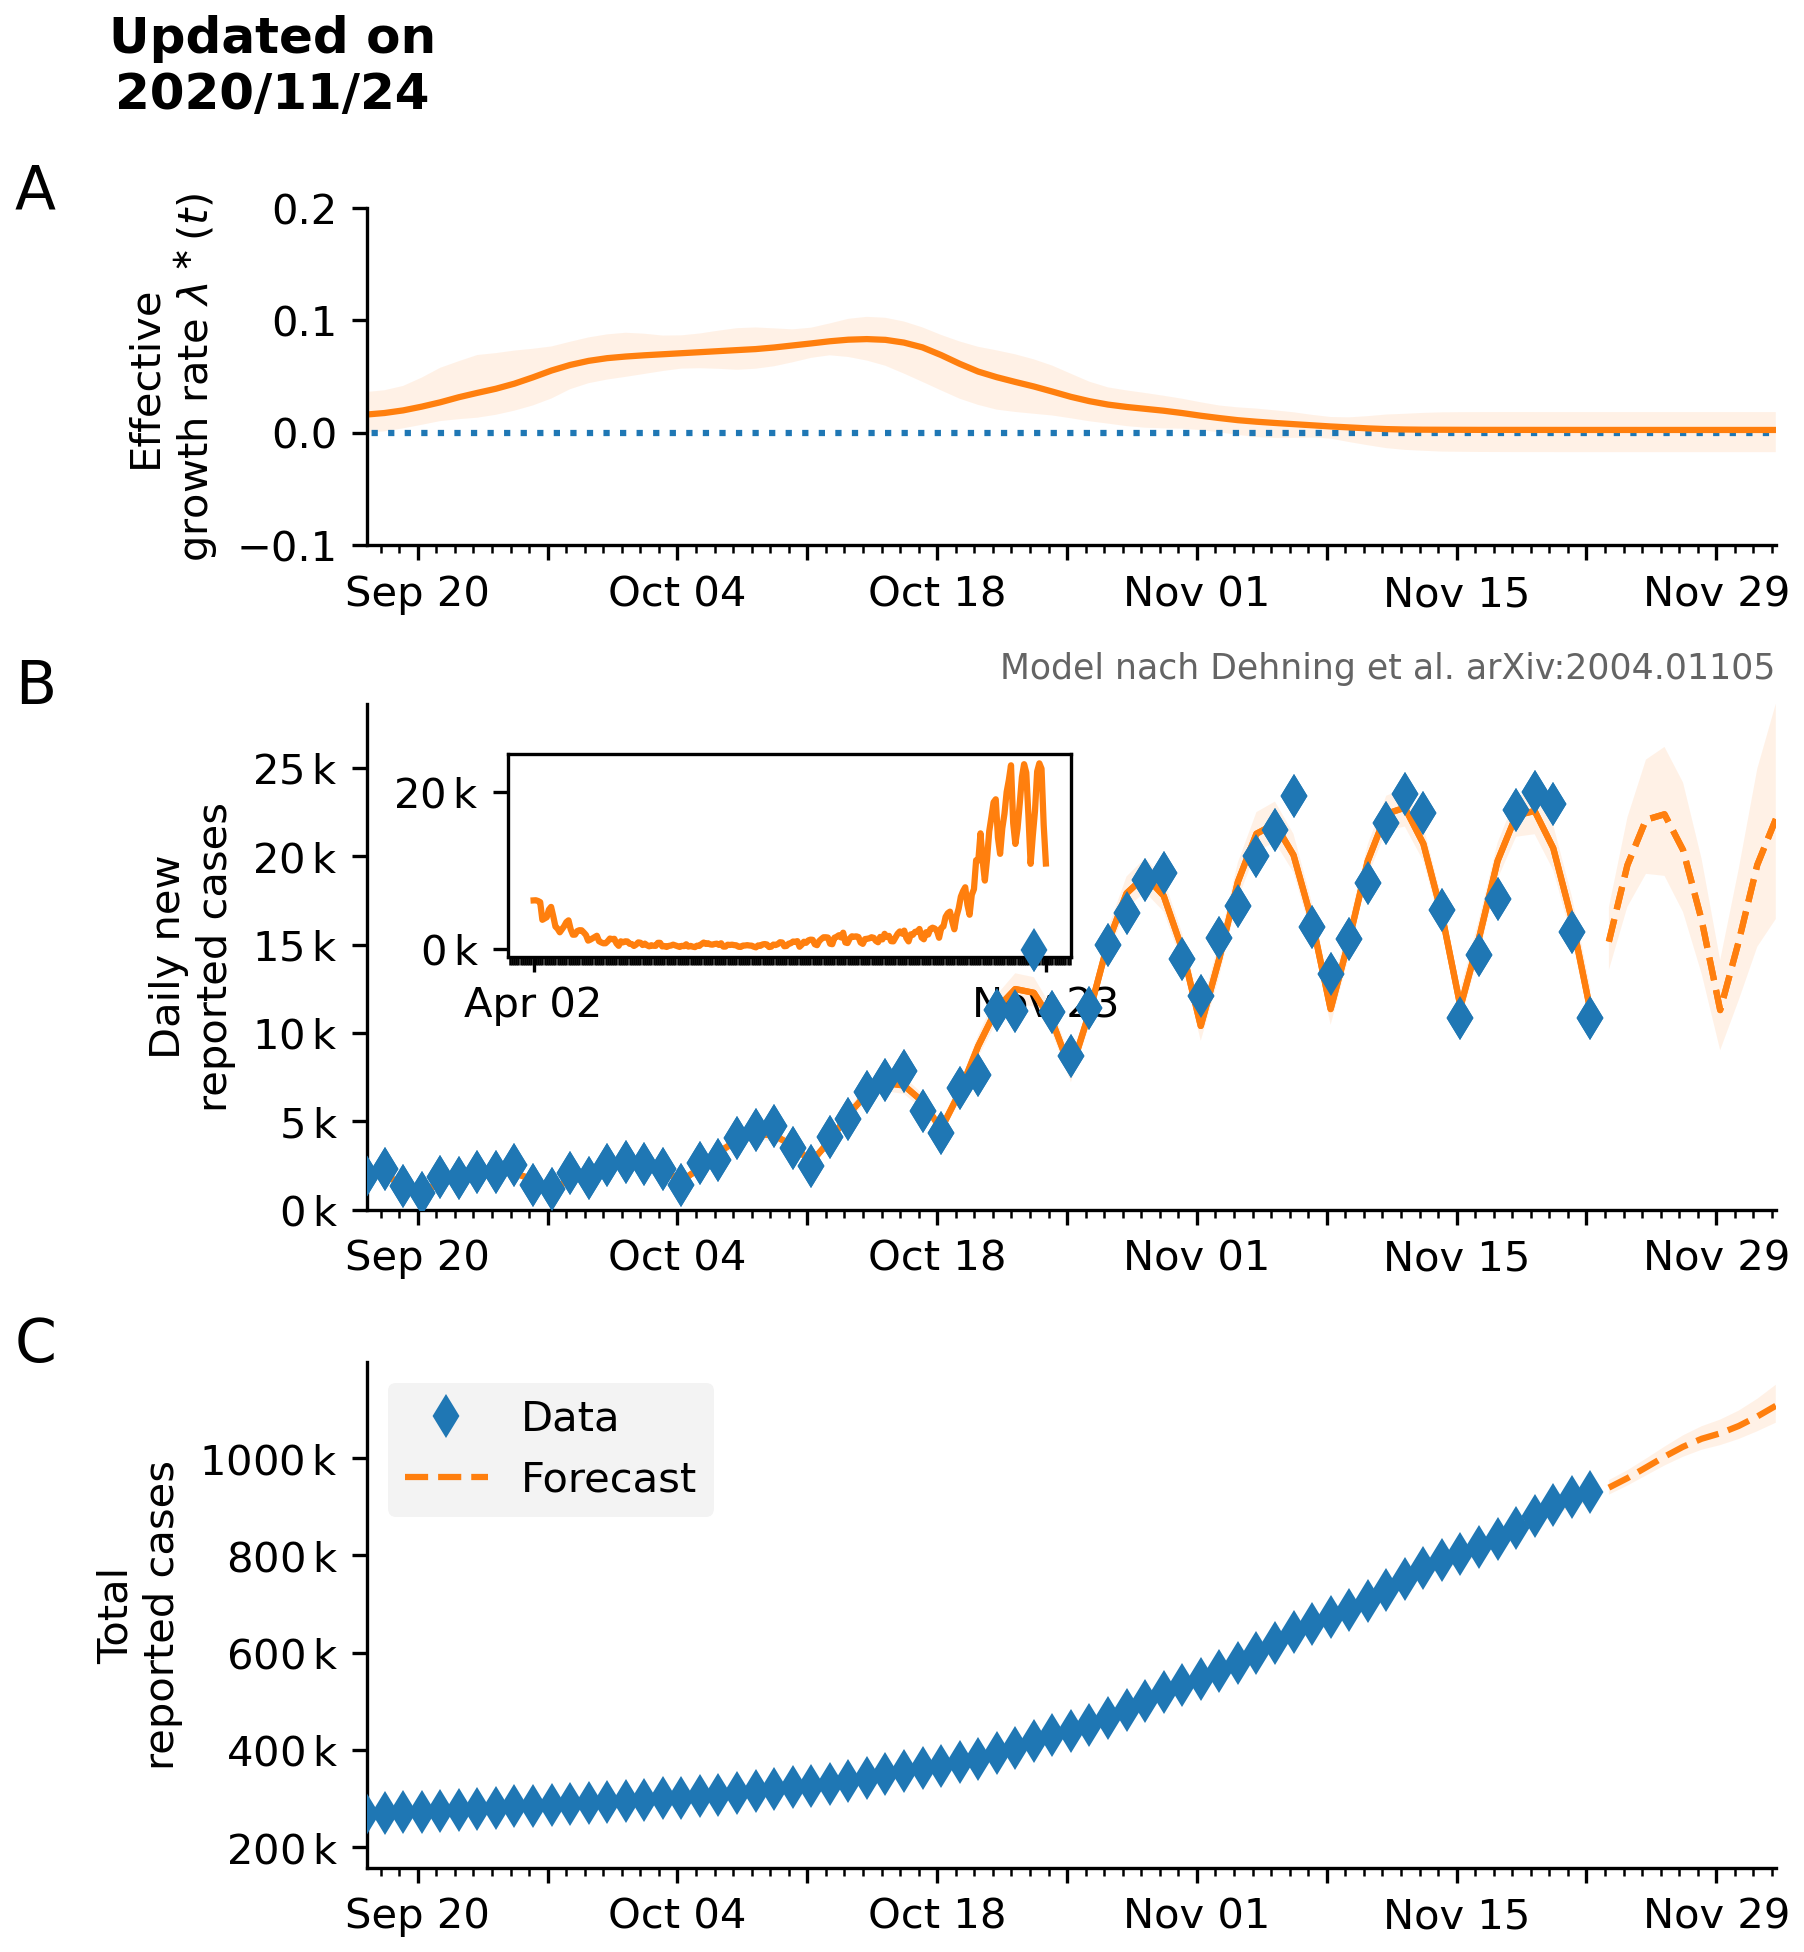 Updated on
2020/11/24
A
Effective
growth rate λ * (t)
0.2
0.1
0.0
−0.1
Sep 20 Oct 04 Oct 18 Nov 01 Nov 15 Nov 29
Model nach Dehning et al. arXiv:2004.01105
B
Daily new
reported cases
25 k
20 k
15 k
10 k
5 k
0 k
20 k
0 k
Apr 02 Nov 23
Sep 20 Oct 04 Oct 18 Nov 01 Nov 15 Nov 29
C
Total
reported cases
Data
Forecast
1000 k
800 k
600 k
400 k
200 k
Sep 20 Oct 04 Oct 18 Nov 01 Nov 15 Nov 29